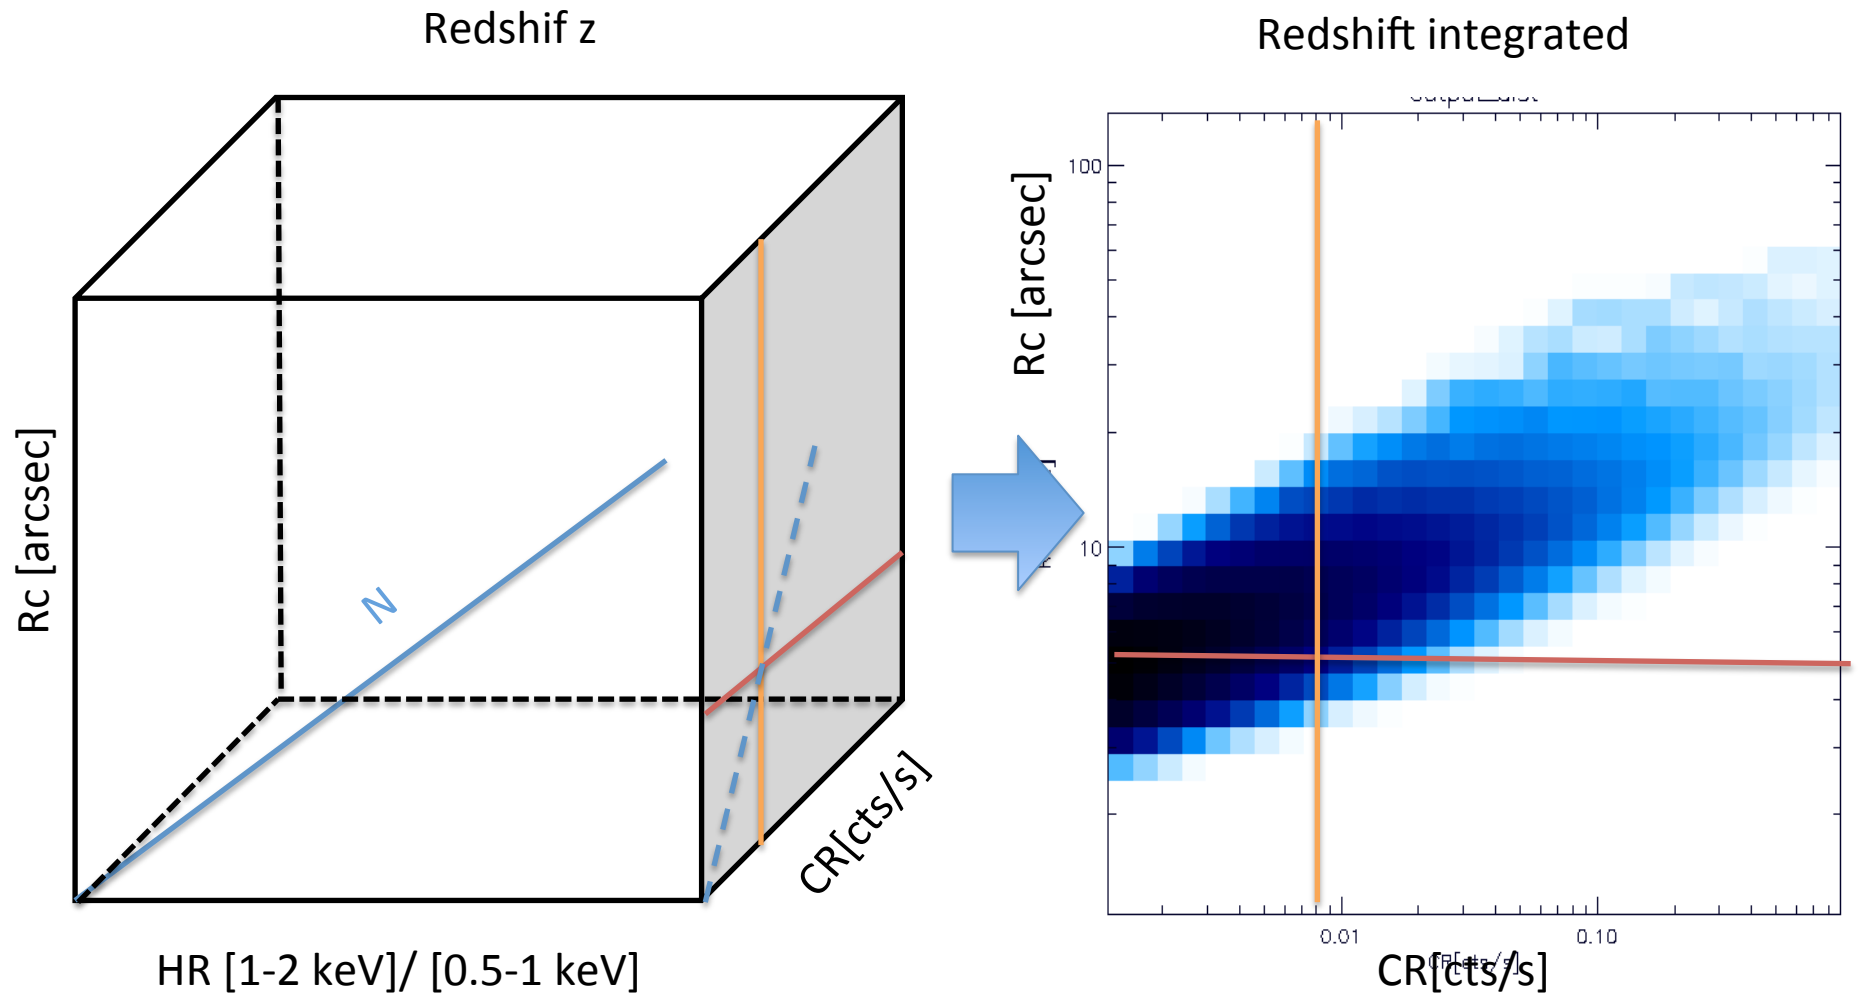 Redshif z
Redshift integrated
Rc [arcsec]
N
CR[cts/s]
HR [1-2 keV]/ [0.5-1 keV]
Rc [arcsec]
100
10
0.01
0.10
CR[cts/s]